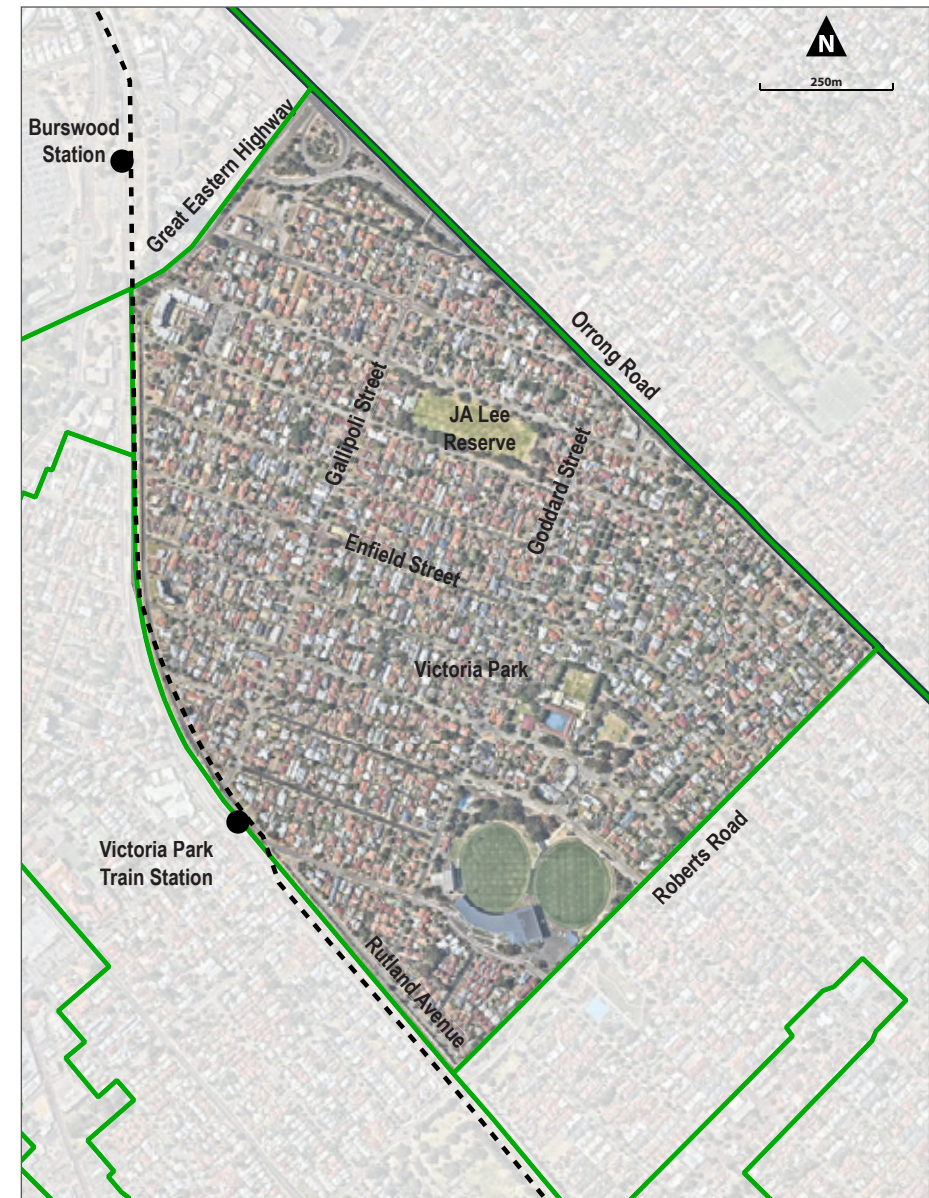 N
250m
Burswood
Station
Great Eastern Highway
Orrong Road
Gallipoli Street
JA Lee
Reserve
Goddard Street
Enfield Street
Victoria Park
Victoria Park
Train Station
Roberts Road
Rutland Avenue